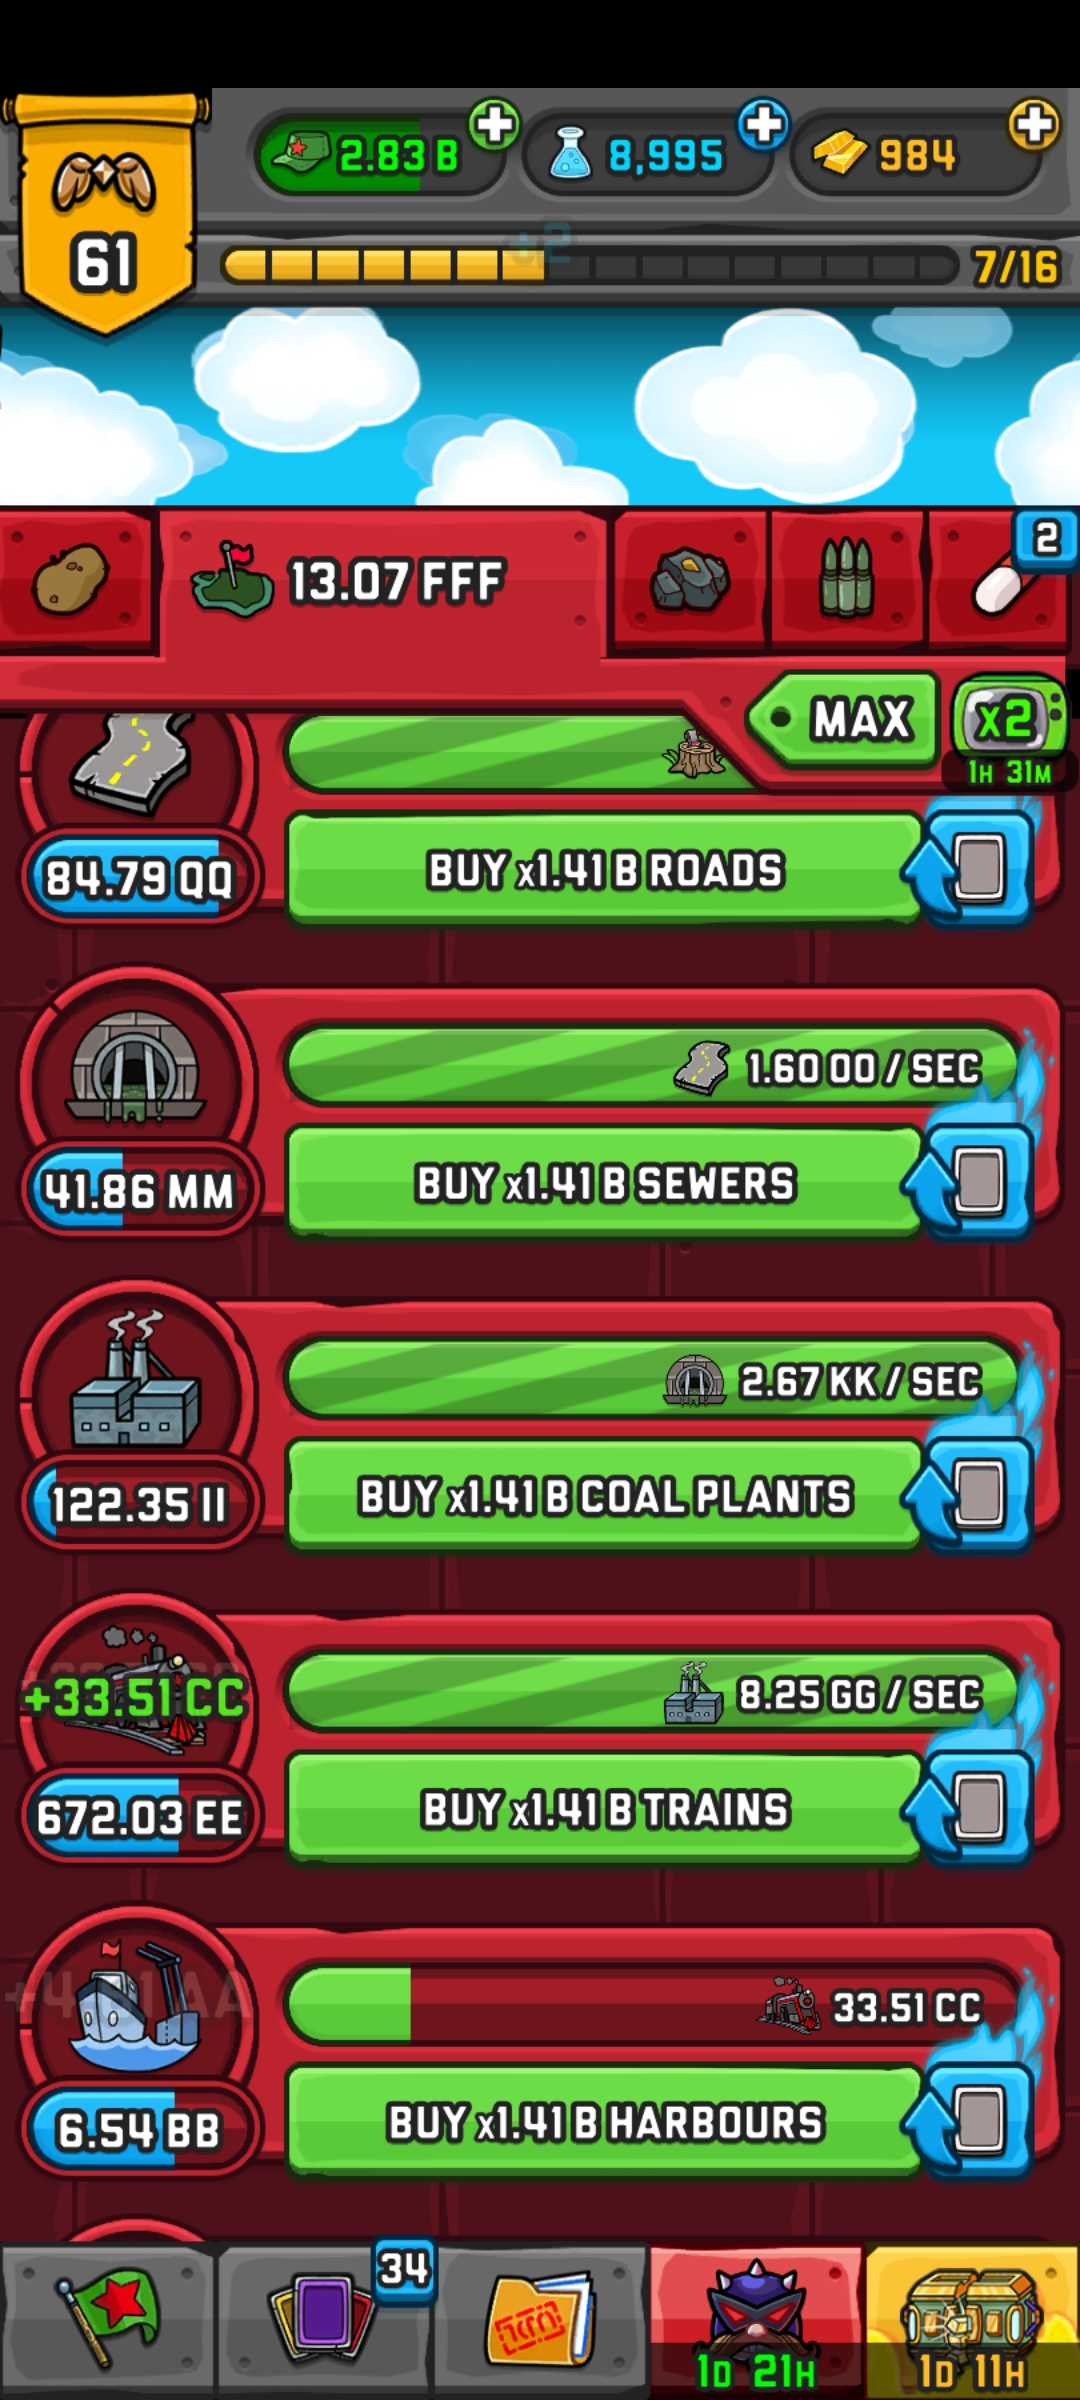 2.83 B
8,995
984
61
+2
7/16
2
13.07 FFF
MAX
x2
1H 31M
84.79 QQ
BUY x1.41 B ROADS
1.60 OO / SEC
41.86 MM
BUY x1.41 B SEWERS
2.67 KK / SEC
122.35 II
BUY x1.41 B COAL PLANTS
+33.51 CC
8.25 GG / SEC
672.03 EE
BUY x1.41 B TRAINS
33.51 CC
6.54 BB
BUY x1.41 B HARBOURS
34
1D 21H
1D 11H